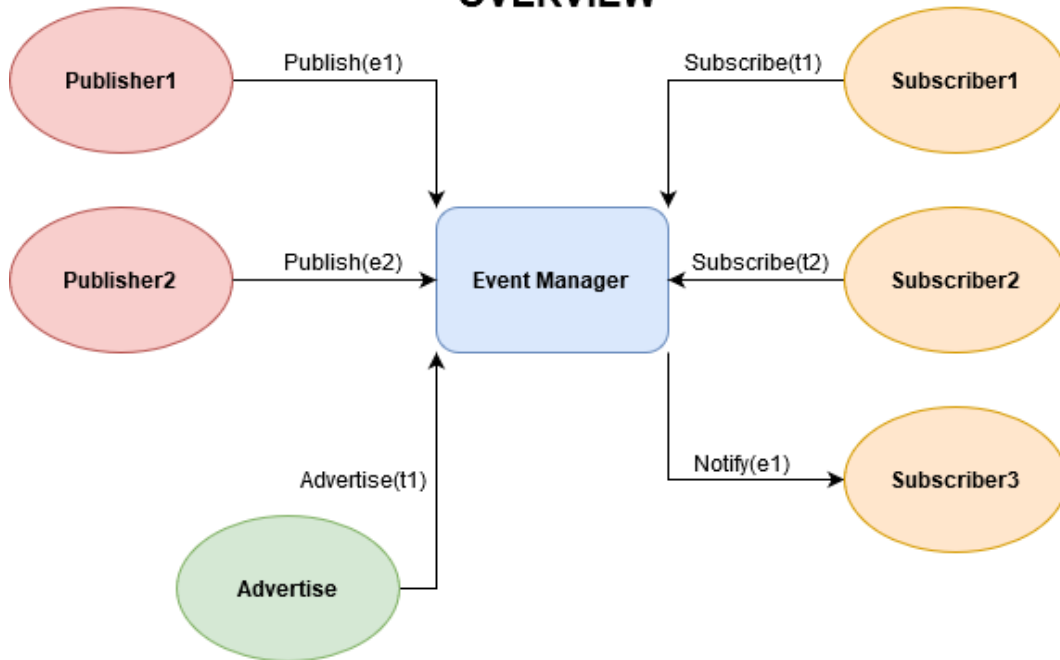 OVERVIEW
Publisher1
Publish(e1)
Subscribe(t1)
Subscriber1
Publisher2
Publish(e2)
Event Manager
Subscribe(t2)
Subscriber2
Advertise(t1)
Notify(e1)
Subscriber3
Advertise